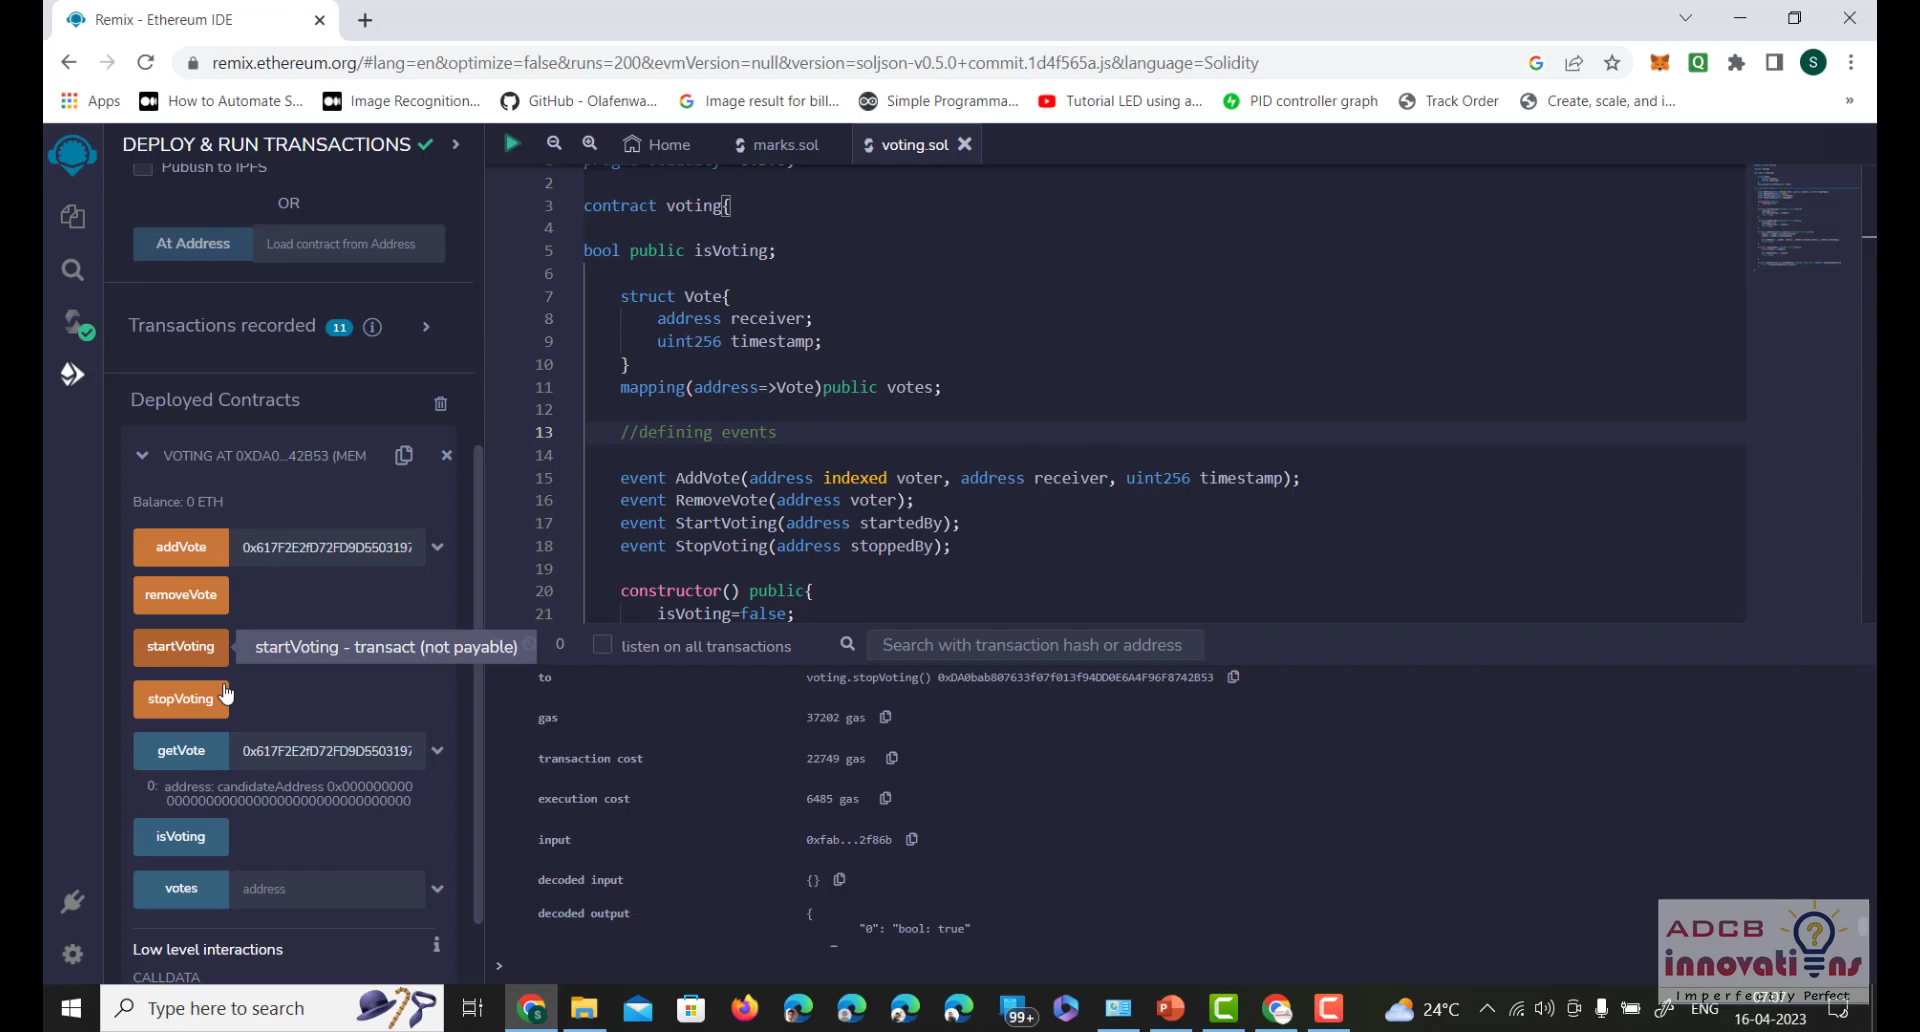 Remix - Ethereum IDE
remix.ethereum.org/#lang=en&optimize=false&runs=200&evmVersion=null&version=soljson-v0.5.0+commit.1d4f565a.js&language=Solidity
S
Apps
How to Automate S...
Image Recognition...
GitHub - Olafenwa...
Image result for bill...
Simple Programma...
Tutorial LED using a...
PID controller graph
Track Order
Create, scale, and i...
»
DEPLOY & RUN TRANSACTIONS
Home
marks.sol
voting.sol
Publish to IPFS
OR
At Address
Load contract from Address
Transactions recorded 11
Deployed Contracts
VOTING AT 0XDA0...42B53 (MEM
Balance: 0 ETH
addVote 0x617F2E2fD72FD9D5503197
removeVote
startVoting
startVoting - transact (not payable)
stopVoting
getVote 0x617F2E2fD72FD9D5503197
0: address: candidateAddress 0x000000000
isVoting
votes address
Low level interactions
CALLDATA
2
3 contract voting{
4
5 bool public isVoting;
6
7 struct Vote{
8 address receiver;
9 uint256 timestamp;
10 }
11 mapping(address=>Vote)public votes;
12
13 //defining events
14
15 event AddVote(address indexed voter, address receiver, uint256 timestamp);
16 event RemoveVote(address voter);
17 event StartVoting(address startedBy);
18 event StopVoting(address stoppedBy);
19
20 constructor() public{
21 isVoting=false;
0 listen on all transactions
Search with transaction hash or address
to voting.stopVoting() 0xDA0bab807633f07f013f94DD0E6A4F96F8742B53
gas 37202 gas
transaction cost 22749 gas
execution cost 6485 gas
input 0xfab...2f86b
decoded input {}
decoded output {
"0": "bool: true"
>
ADCB
innovations
Imperfectly Perfect
Type here to search
99+
24°C
ENG
16-04-2023